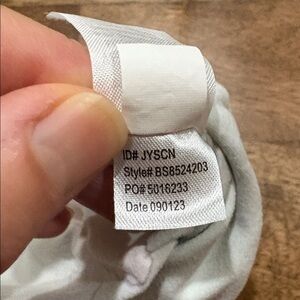 ID# JYSCN
Style# BS8524203
PO# 5016233
Date 090123